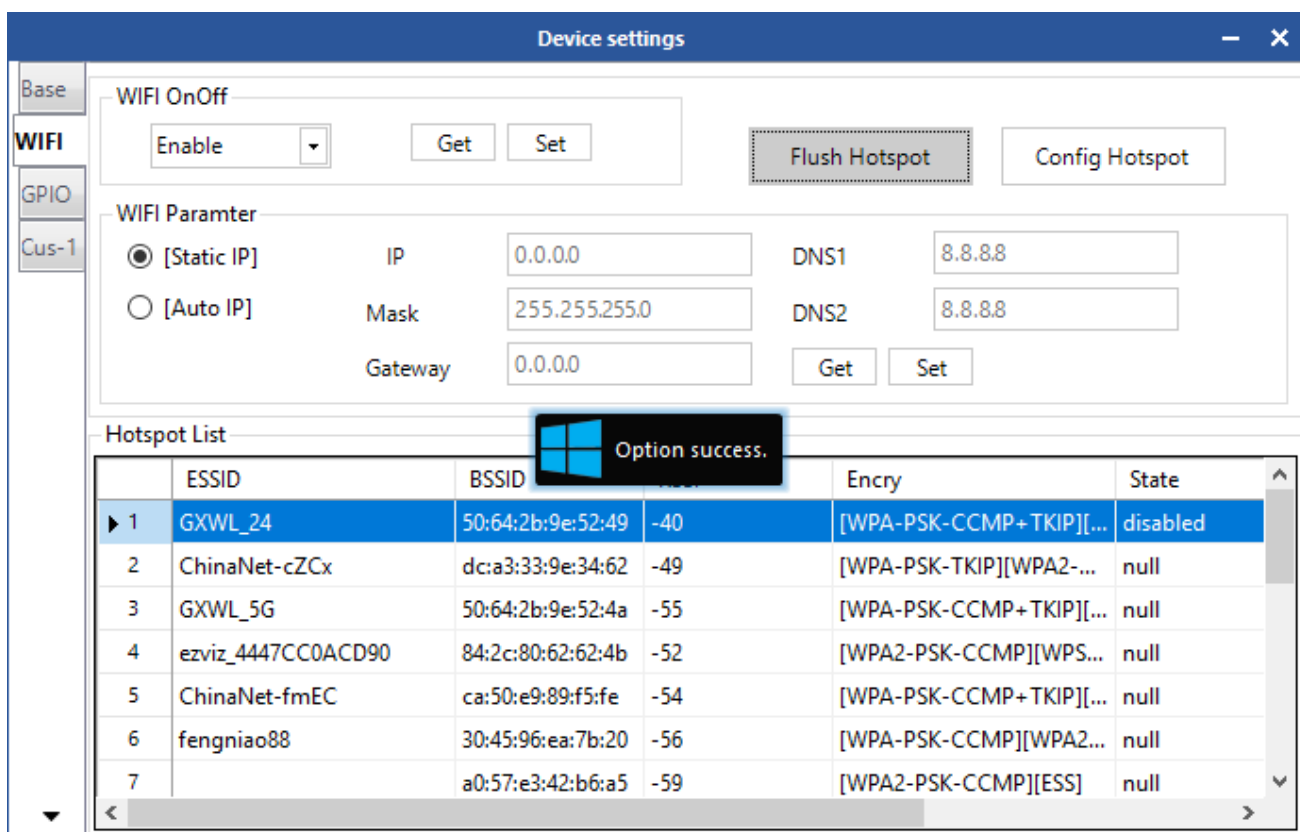 Device settings
Base
WIFI
GPIO
Cus-1
WIFI OnOff
Enable Get Set
Flush Hotspot Config Hotspot
WIFI Paramter
[Static IP] IP 0.0.0.0 DNS1 8.8.8.8
[Auto IP] Mask 255.255.255.0 DNS2 8.8.8.8
Gateway 0.0.0.0 Get Set
Hotspot List
Option success.
ESSID BSSID Encry State
1 GXWL_24 50:64:2b:9e:52:49 -40 [WPA-PSK-CCMP+TKIP][... disabled
2 ChinaNet-cZCx dc:a3:33:9e:34:62 -49 [WPA-PSK-TKIP][WPA2-... null
3 GXWL_5G 50:64:2b:9e:52:4a -55 [WPA-PSK-CCMP+TKIP][... null
4 ezviz_4447CC0ACD90 84:2c:80:62:62:4b -52 [WPA2-PSK-CCMP][WPS... null
5 ChinaNet-fmEC ca:50:e9:89:f5:fe -54 [WPA-PSK-CCMP+TKIP][... null
6 fengniao88 30:45:96:ea:7b:20 -56 [WPA-PSK-CCMP][WPA2... null
7 a0:57:e3:42:b6:a5 -59 [WPA2-PSK-CCMP][ESS] null